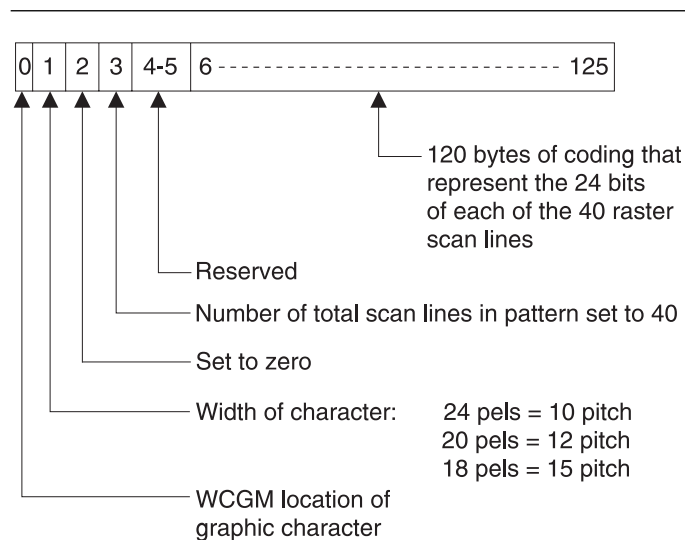 0 1 2 3 4-5 6 ------------------------------------ 125
120 bytes of coding that
represent the 24 bits
of each of the 40 raster
scan lines
Reserved
Number of total scan lines in pattern set to 40
Set to zero
Width of character: 24 pels = 10 pitch
20 pels = 12 pitch
18 pels = 15 pitch
WCGM location of
graphic character